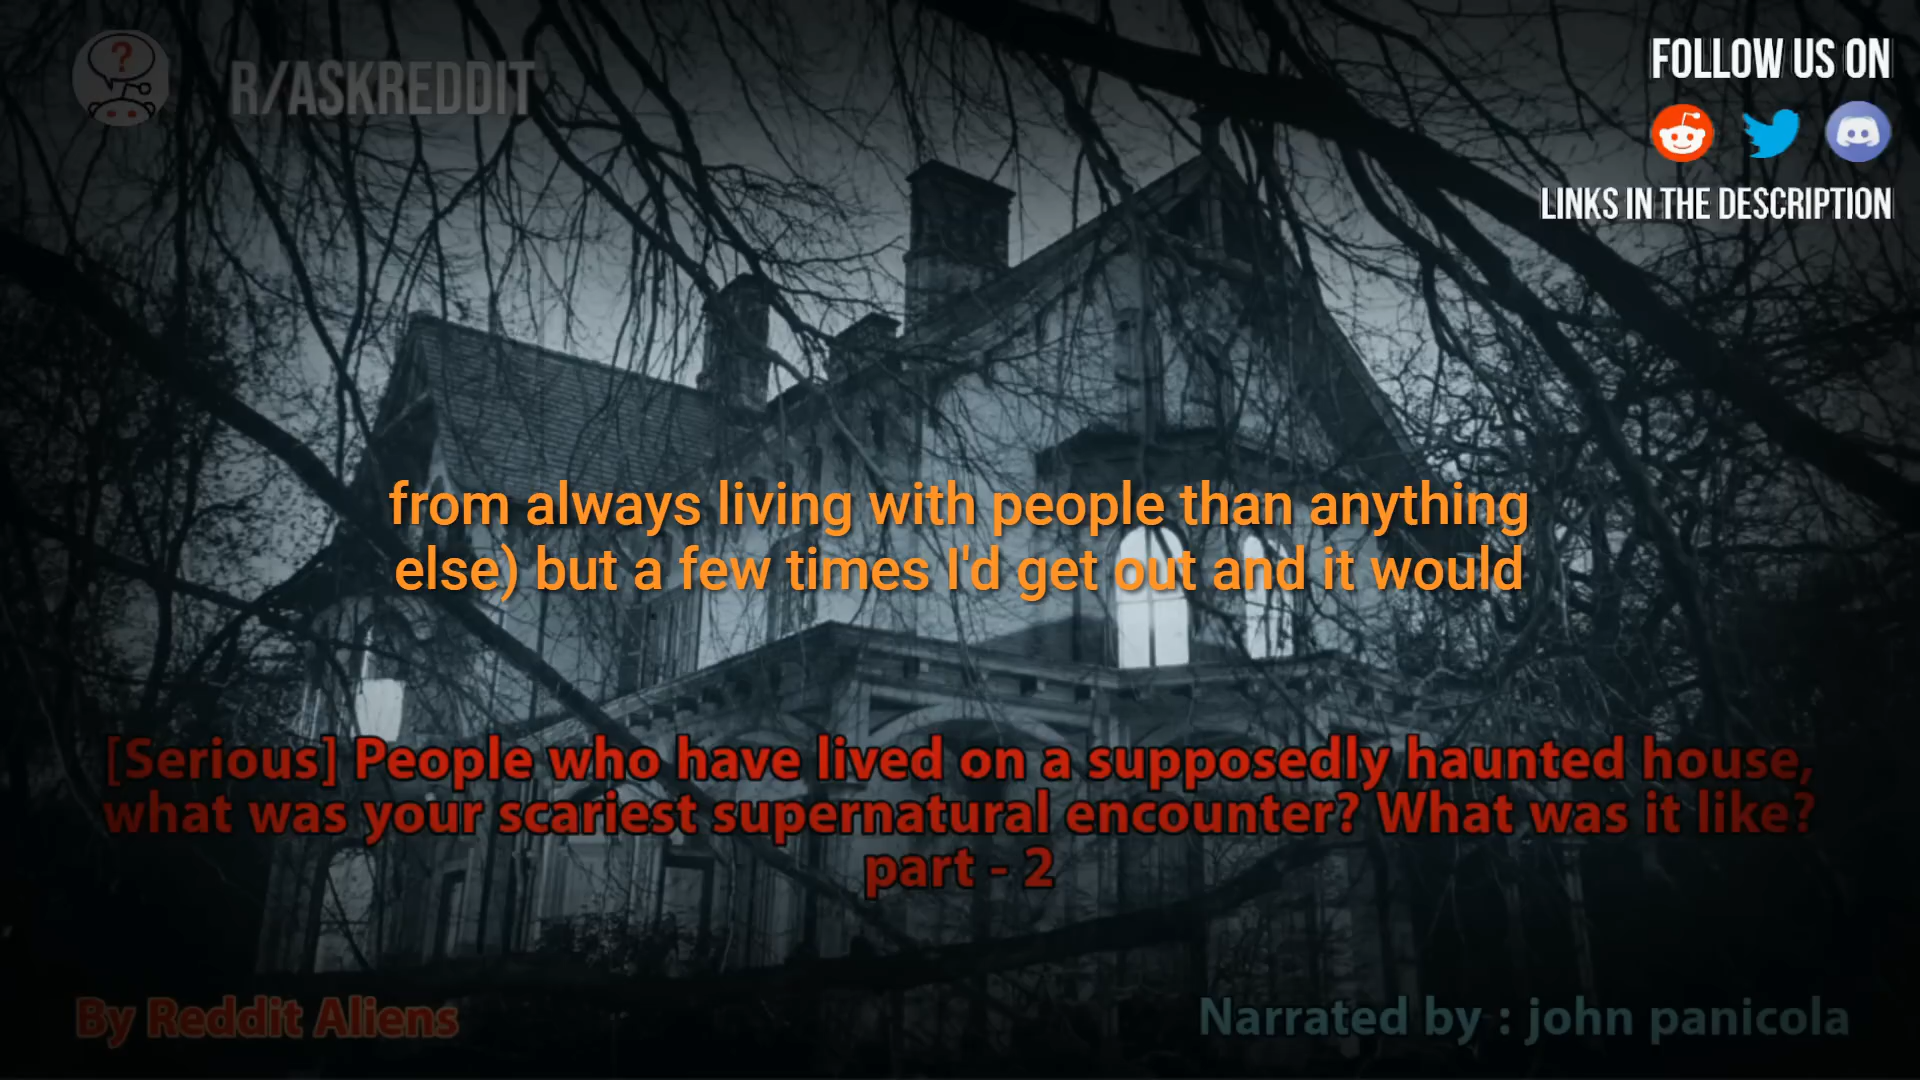 R/ASKREDDIT
FOLLOW US ON
LINKS IN THE DESCRIPTION
from always living with people than anything
else) but a few times I'd get out and it would
[Serious] People who have lived on a supposedly haunted house,
what was your scariest supernatural encounter? What was it like?
part - 2
By Reddit Aliens
Narrated by : john panicola